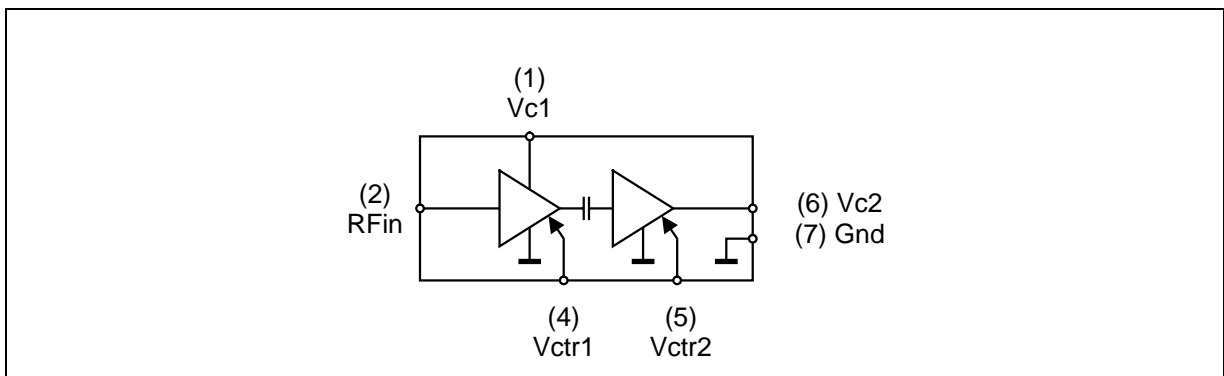 (1)
Vc1
(2)
RFin
(6) Vc2
(7) Gnd
(4)
Vctr1
(5)
Vctr2